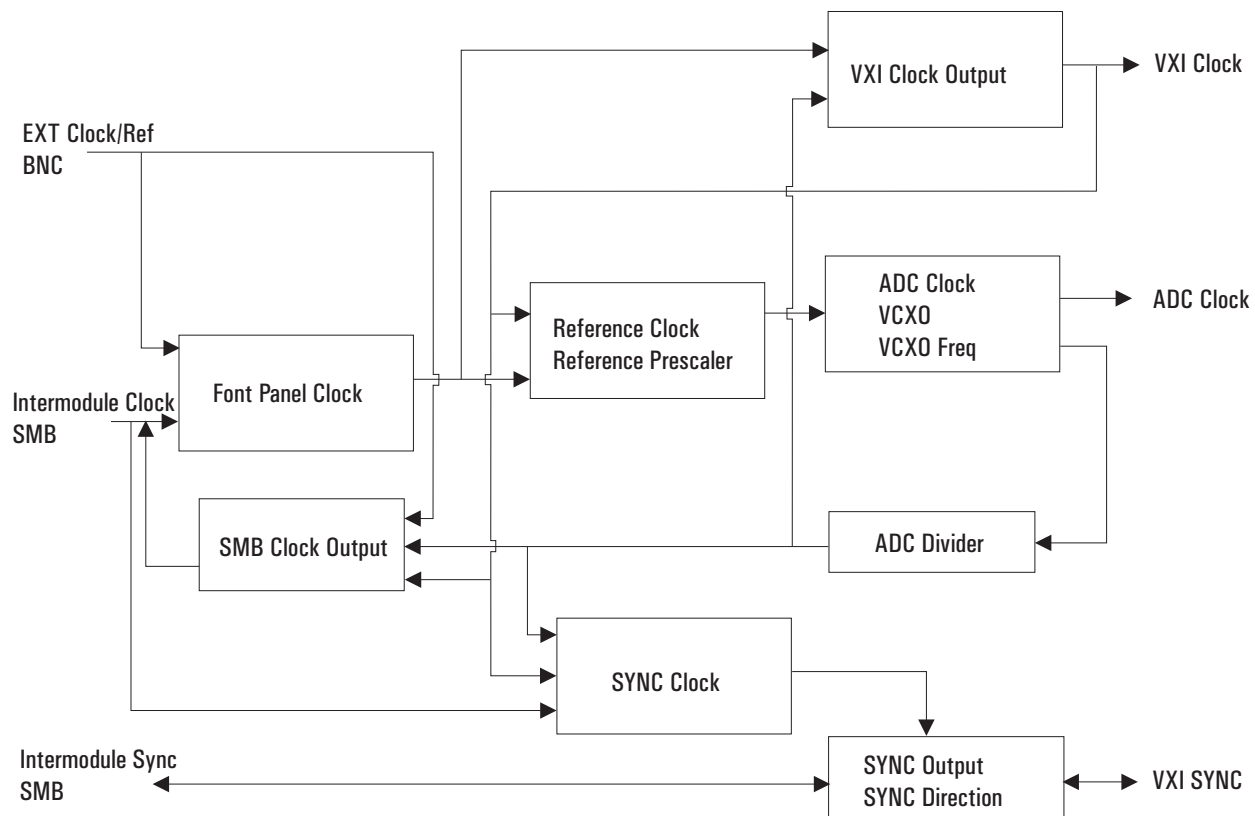 VXI Clock Output
VXI Clock
EXT Clock/Ref
BNC
ADC Clock
VCXO
VCXO Freq
ADC Clock
Reference Clock
Reference Prescaler
Font Panel Clock
Intermodule Clock
SMB
SMB Clock Output
ADC Divider
SYNC Clock
Intermodule Sync
SMB
SYNC Output
SYNC Direction
VXI SYNC